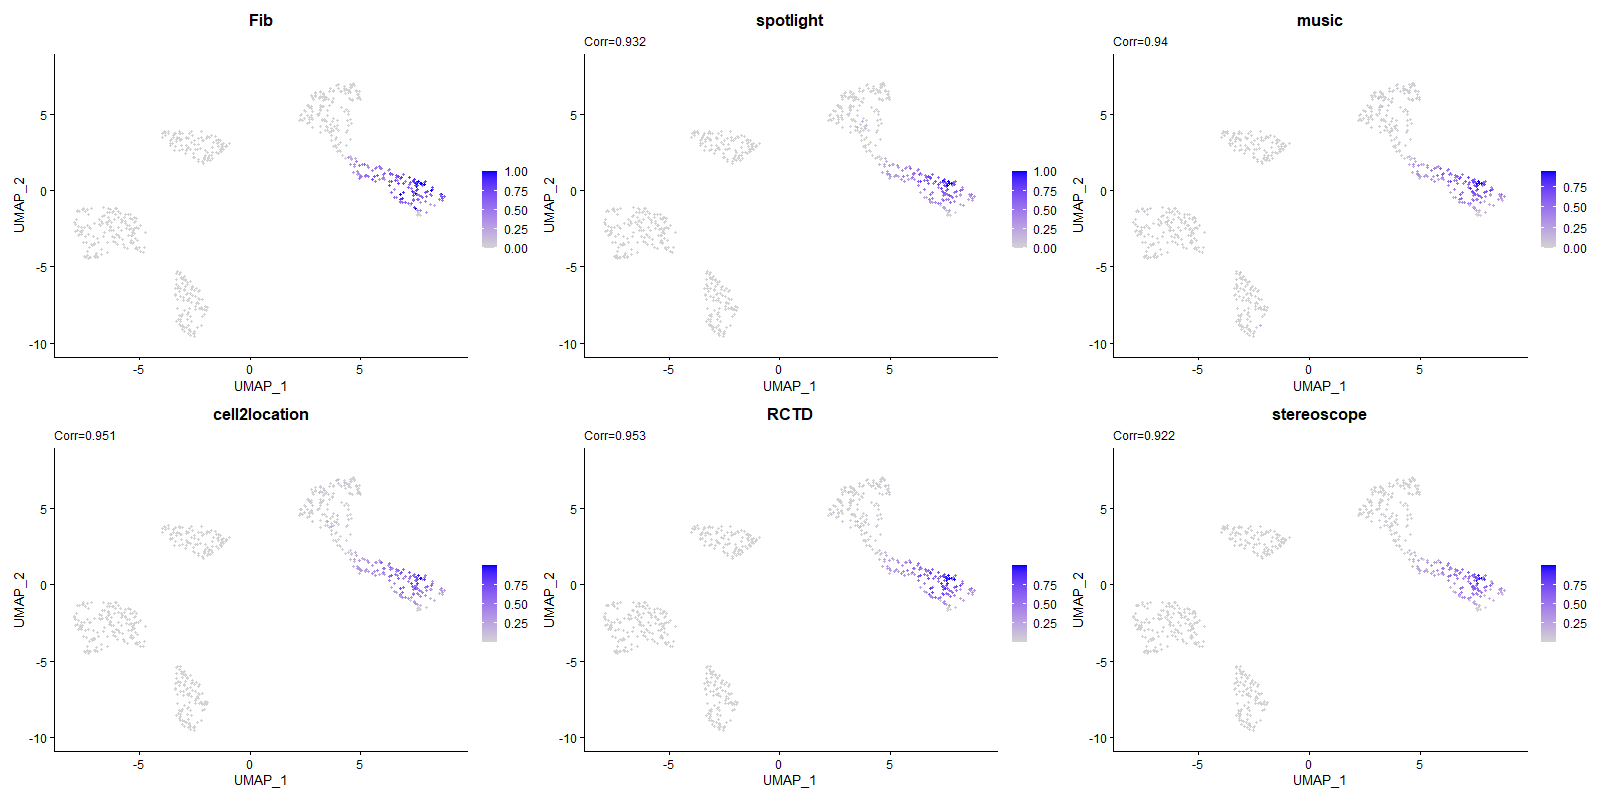 Fib
5
0
-5
-10
UMAP_2
-5
0
5
UMAP_1
1.00
0.75
0.50
0.25
0.00
spotlight
Corr=0.932
5
0
-5
-10
UMAP_2
-5
0
5
UMAP_1
1.00
0.75
0.50
0.25
0.00
music
Corr=0.94
5
0
-5
-10
UMAP_2
-5
0
5
UMAP_1
0.75
0.50
0.25
0.00
cell2location
Corr=0.951
5
0
-5
-10
UMAP_2
-5
0
5
UMAP_1
0.75
0.50
0.25
RCTD
Corr=0.953
5
0
-5
-10
UMAP_2
-5
0
5
UMAP_1
0.75
0.50
0.25
stereoscope
Corr=0.922
5
0
-5
-10
UMAP_2
-5
0
5
UMAP_1
0.75
0.50
0.25